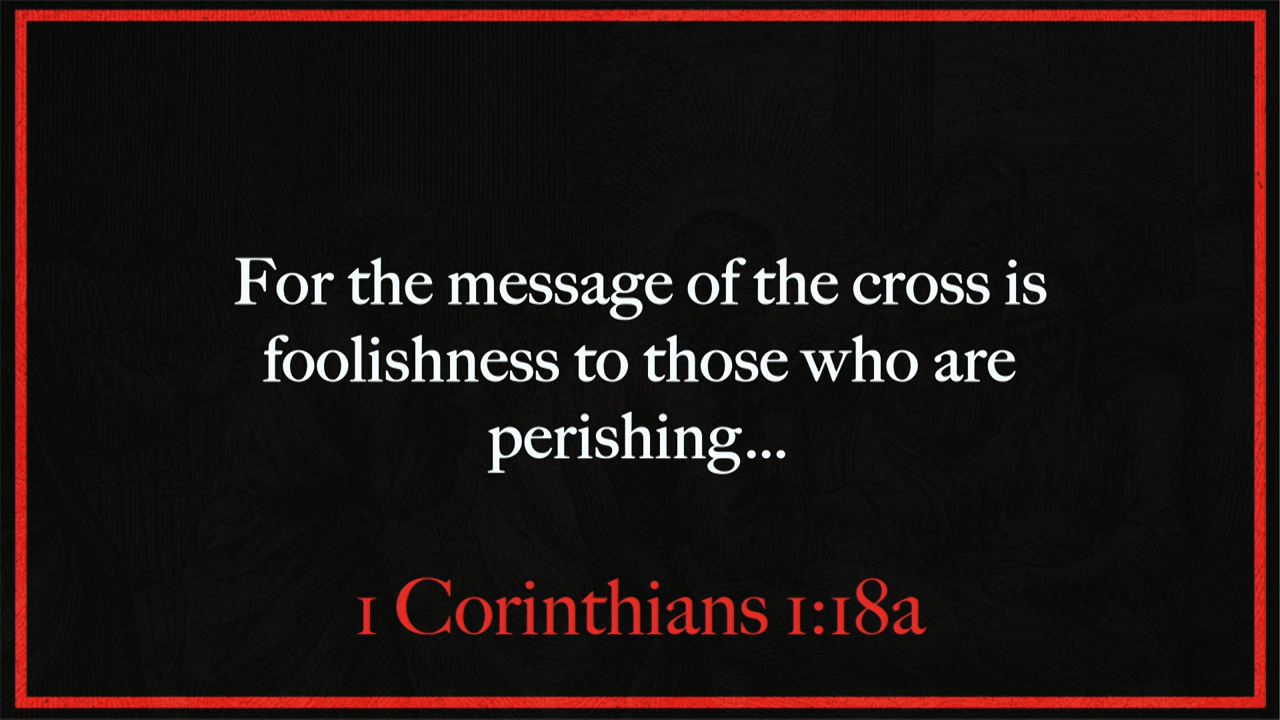 For the message of the cross is
foolishness to those who are
perishing...
1 Corinthians 1:18a